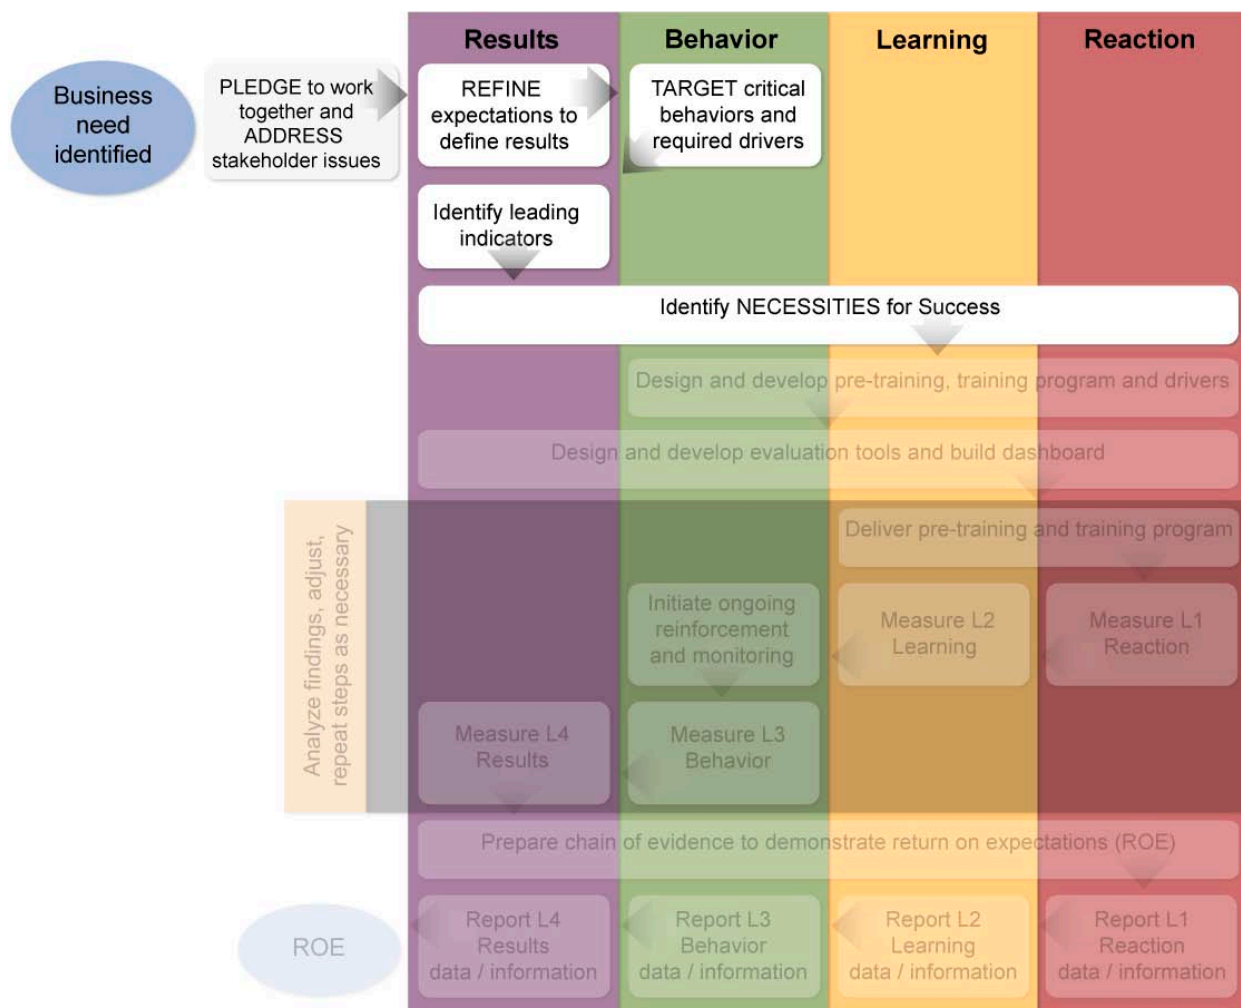 Results
Behavior
Learning
Reaction
Business
need
identified
PLEDGE to work
together and
ADDRESS
stakeholder issues
REFINE
expectations to
define results
TARGET critical
behaviors and
required drivers
Identify leading
indicators
Identify NECESSITIES for Success
Design and develop pre-training, training program and drivers
Design and develop evaluation tools and build dashboard
Analyze findings, adjust,
repeat steps as necessary
Deliver pre-training and training program
Initiate ongoing
reinforcement
and monitoring
Measure L2
Learning
Measure L1
Reaction
Measure L4
Results
Measure L3
Behavior
Prepare chain of evidence to demonstrate return on expectations (ROE)
ROE
Report L4
Results
data / information
Report L3
Behavior
data / information
Report L2
Learning
data / information
Report L1
Reaction
data / information